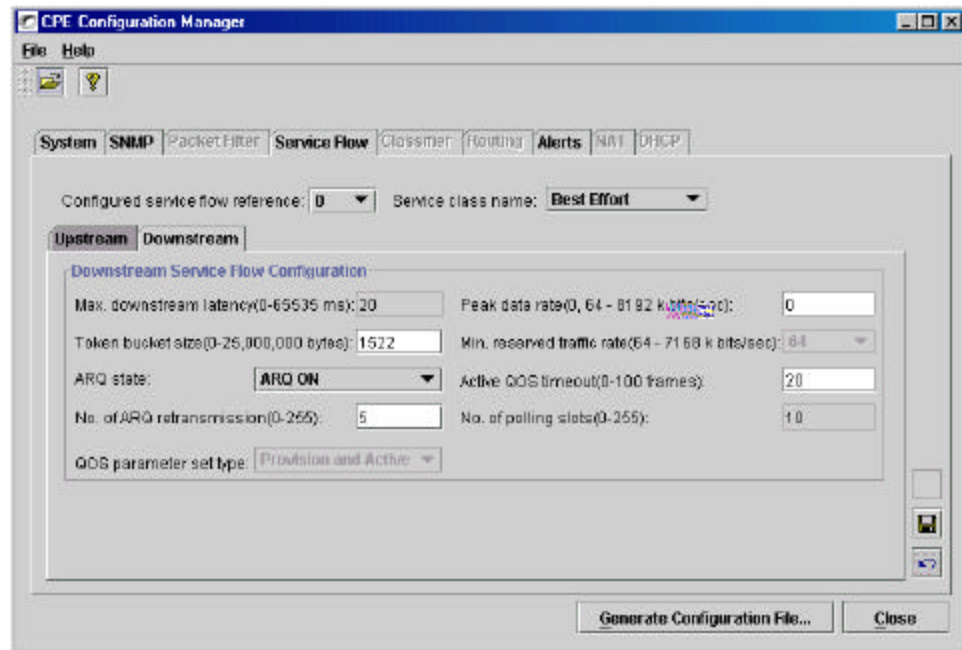 CPE Configuration Manager
File Help
System SNMP Packet Filter Service Flow Classifier Routing Alerts NAT DHCP
Configured service flow reference: 0 Service class name: Best Effort
Upstream Downstream
Downstream Service Flow Configuration
Max. downstream latency(0-65535 ms): 20 Peak data rate(0, 64 - 8192 k bits/sec): 0
Token bucket size(0-25,000,000 bytes): 1522 Min. reserved traffic rate(64 - 7168 k bits/sec): 64
ARQ state: ARQ ON Active QOS timeout(0-100 frames): 20
No. of ARQ retransmission(0-255): 5 No. of polling slots(0-255): 10
QOS parameter set type: Provision and Active
Generate Configuration File... Close